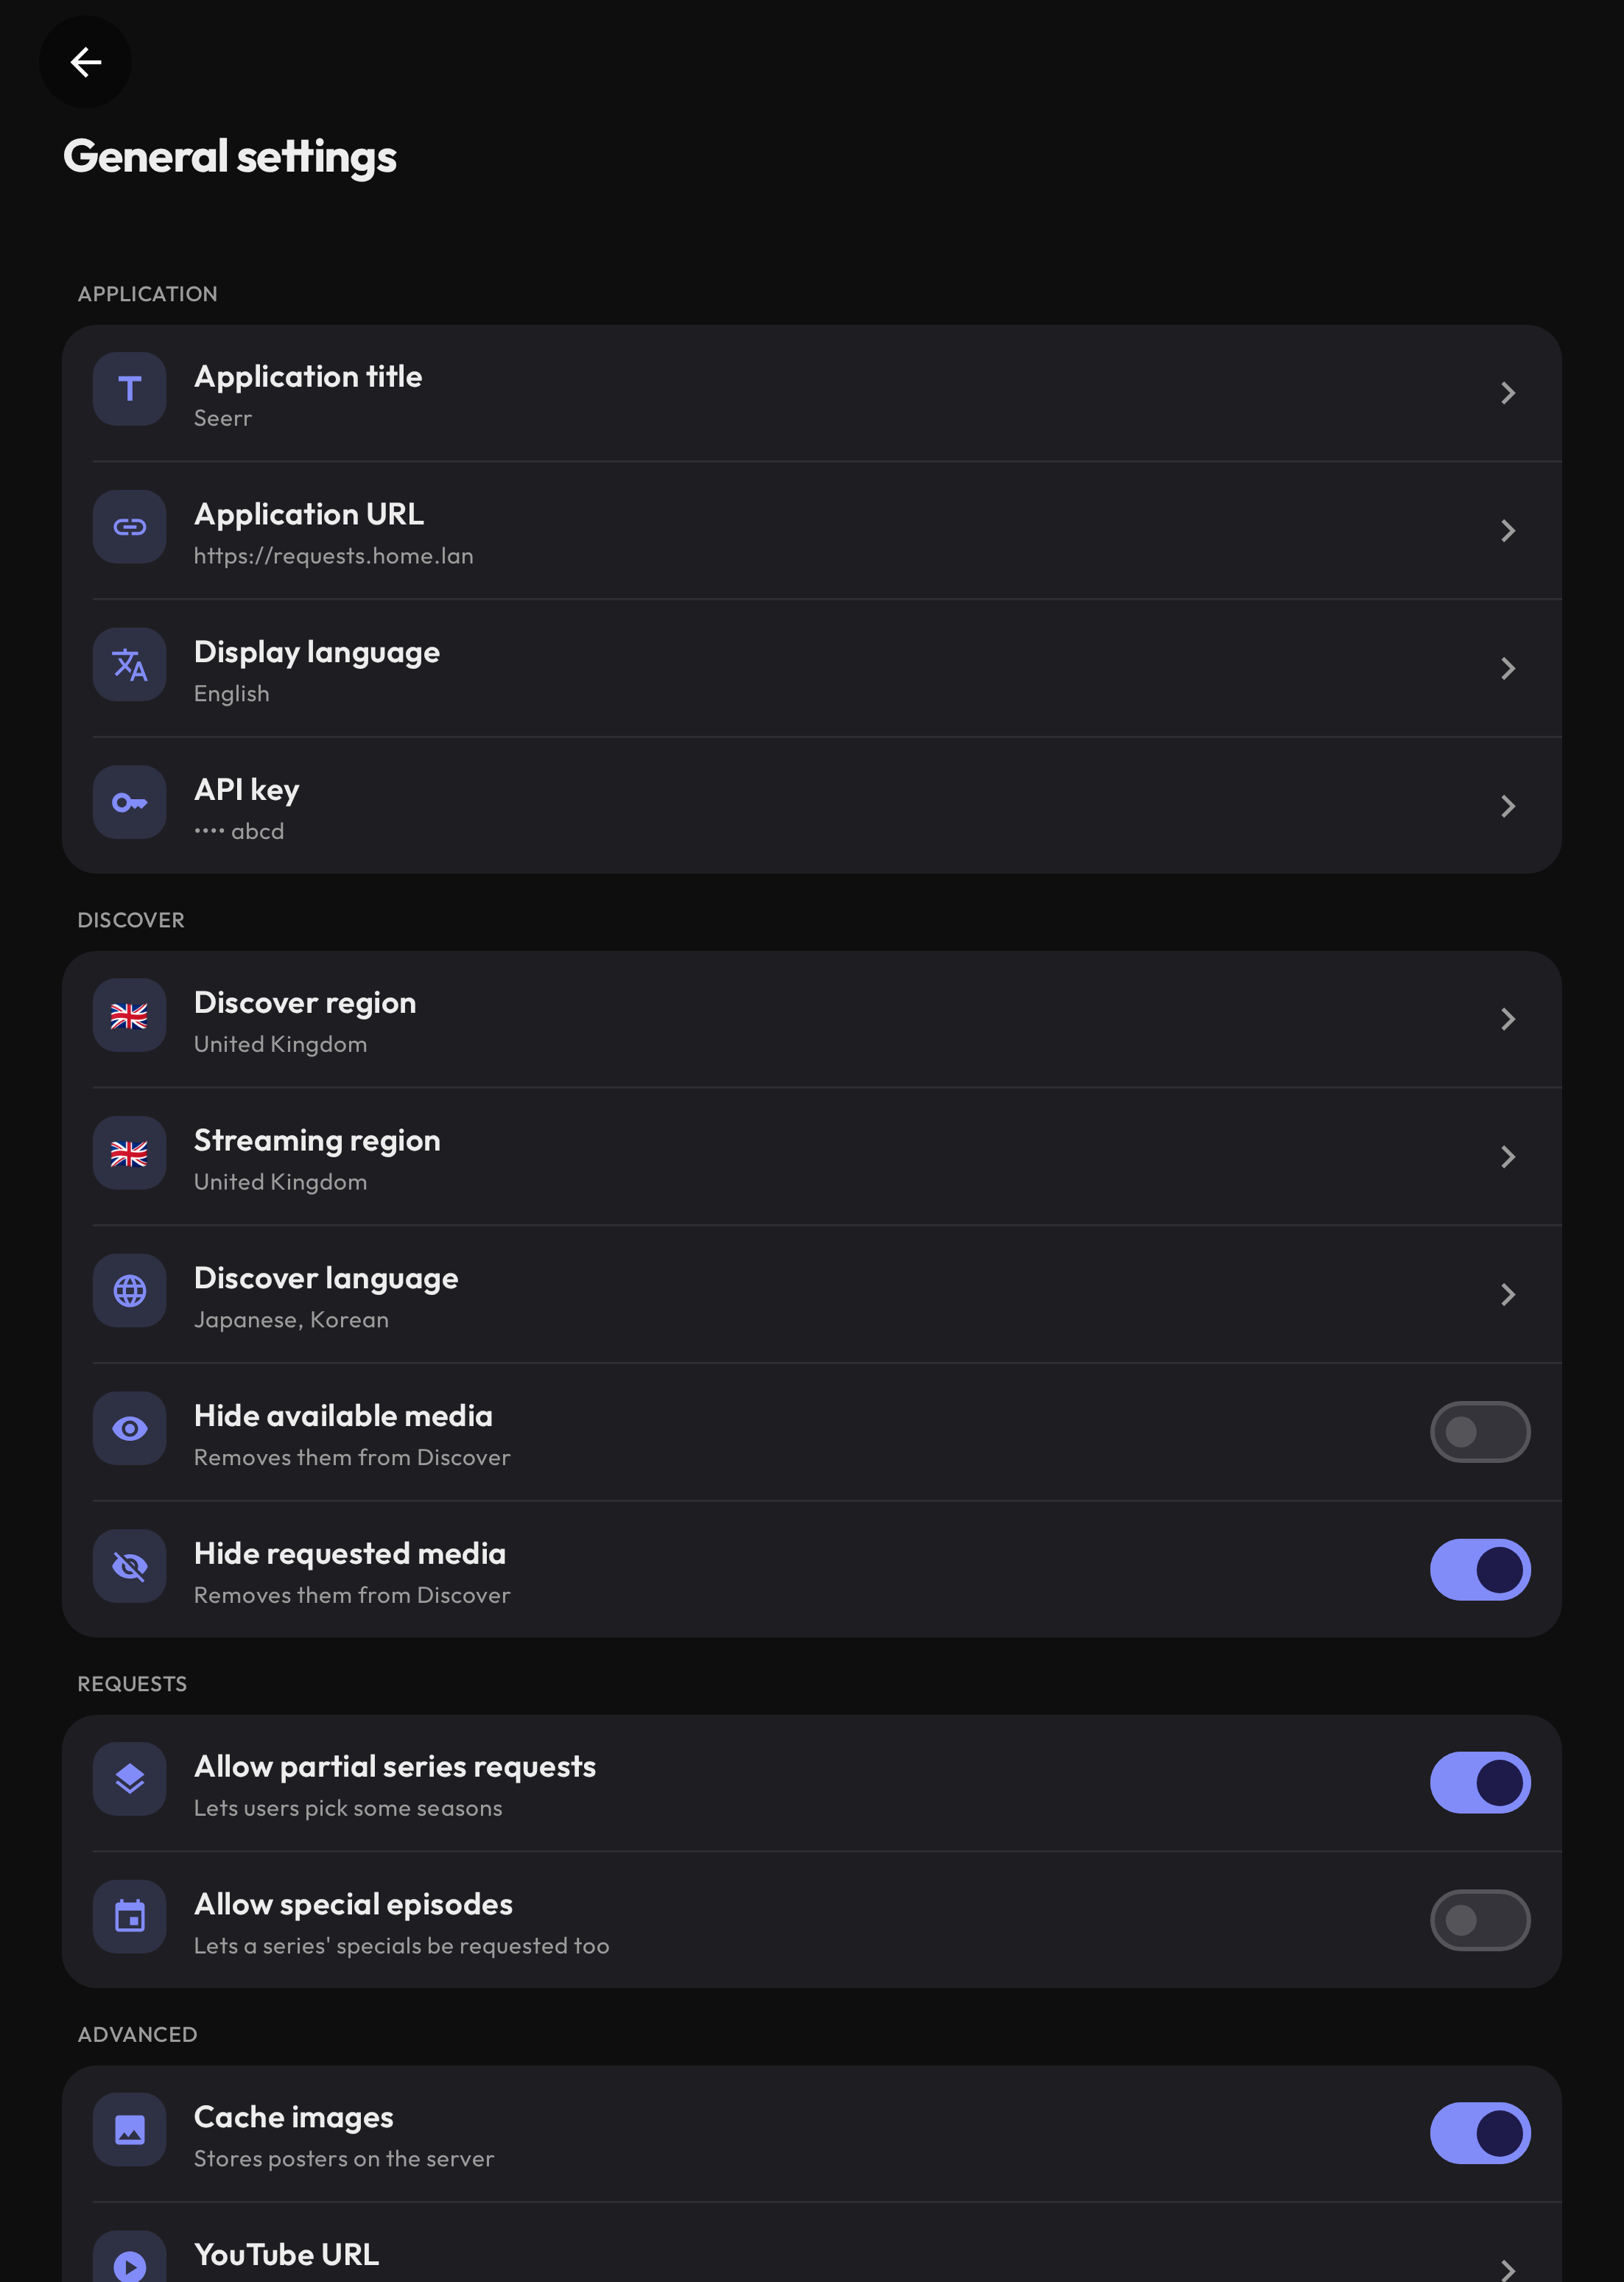 General settings
APPLICATION
Application title
Seerr
Application URL
https://requests.home.lan
Display language
English
API key
•••• abcd
DISCOVER
Discover region
United Kingdom
Streaming region
United Kingdom
Discover language
Japanese, Korean
Hide available media
Removes them from Discover
Hide requested media
Removes them from Discover
REQUESTS
Allow partial series requests
Lets users pick some seasons
Allow special episodes
Lets a series' specials be requested too
ADVANCED
Cache images
Stores posters on the server
YouTube URL